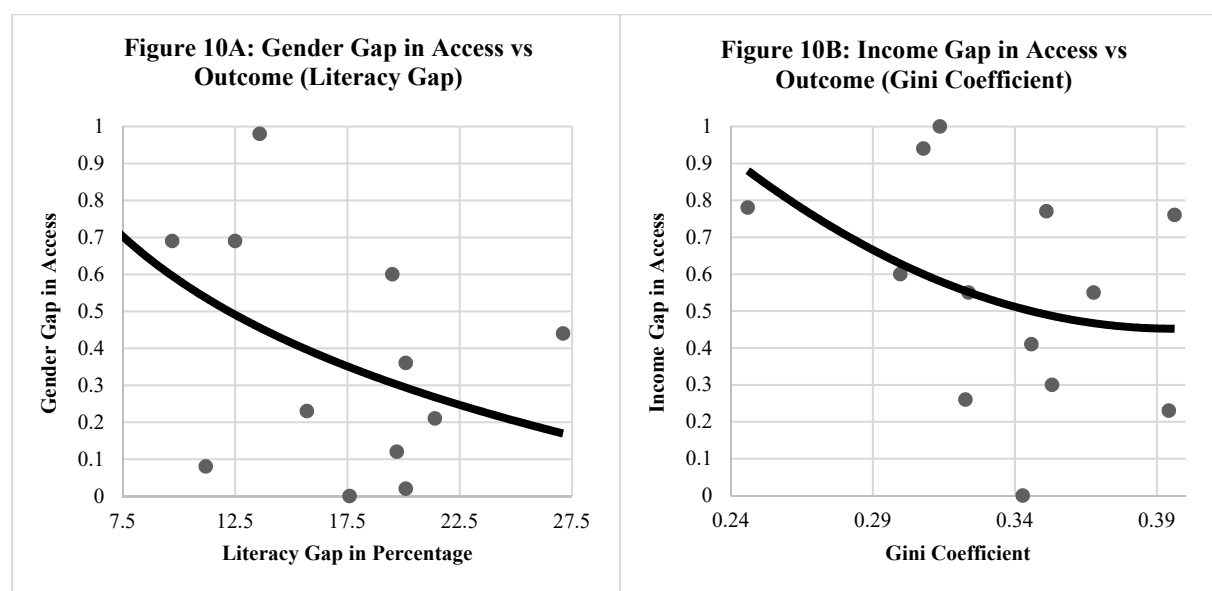 Figure 10A: Gender Gap in Access vs
Outcome (Literacy Gap)
1
0.9
0.8
0.7
0.6
0.5
0.4
0.3
0.2
0.1
0
Gender Gap in Access
7.5 12.5 17.5 22.5 27.5
Literacy Gap in Percentage
Figure 10B: Income Gap in Access vs
Outcome (Gini Coefficient)
1
0.9
0.8
0.7
0.6
0.5
0.4
0.3
0.2
0.1
0
Income Gap in Access
0.24 0.29 0.34 0.39
Gini Coefficient